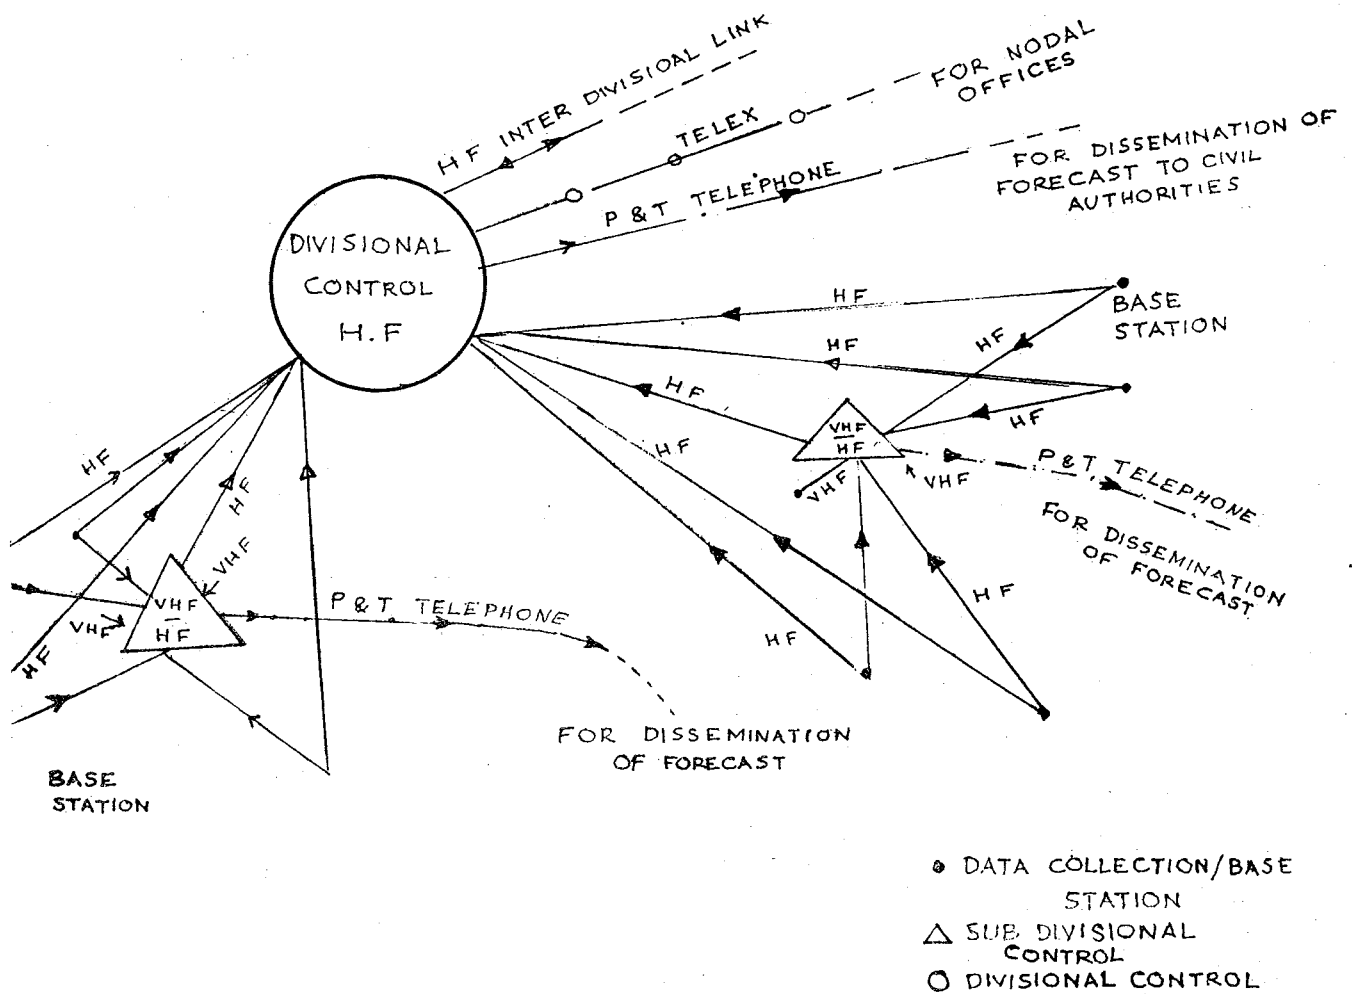 HF INTER DIVISIOAL LINK
TELEX
FOR NODAL
OFFICES
P & T TELEPHONE
FOR DISSEMINATION OF
FORECAST TO CIVIL
AUTHORITIES
DIVISIONAL
CONTROL
H.F
HF
BASE
STATION
HF
HF
HF
HF
HF
VHF
HF
VHF
VHF
P & T TELEPHONE
FOR DISSEMINATION
OF FORECAST
HF
HF
HF
HF
VHF
VHF
HF
VHF
HF
P & T TELEPHONE
HF
FOR DISSEMINATION
OF FORECAST
BASE
STATION
DATA COLLECTION/BASE
STATION
SUB DIVISIONAL
CONTROL
DIVISIONAL CONTROL